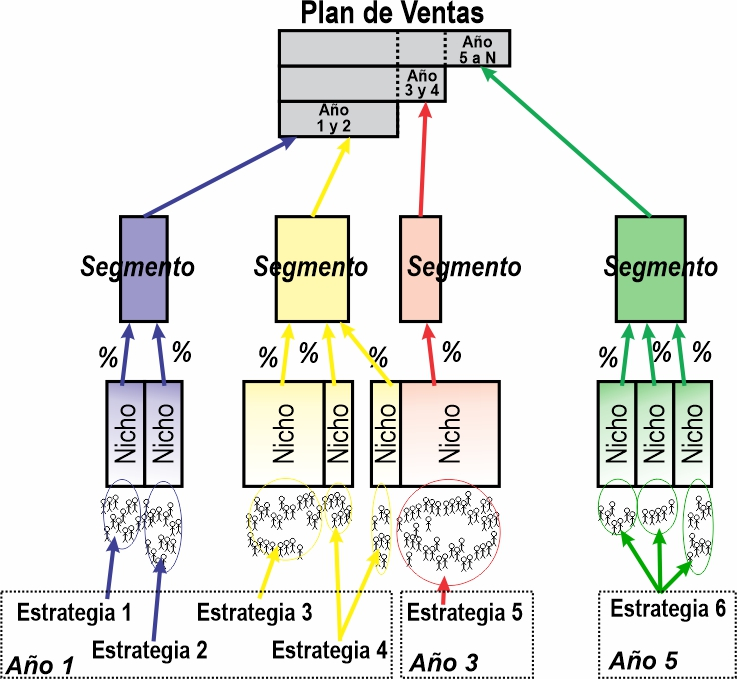 Plan de Ventas
Año
5 a N
Año
3 y 4
Año
1 y 2
Segmento
Segmento
Segmento
Segmento
%
%
%
%
%
%
%
%
%
Nicho
Nicho
Nicho
Nicho
Nicho
Nicho
Nicho
Nicho
Nicho
Estrategia 1
Estrategia 3
Estrategia 5
Estrategia 6
Estrategia 2
Estrategia 4
Año 1
Año 3
Año 5